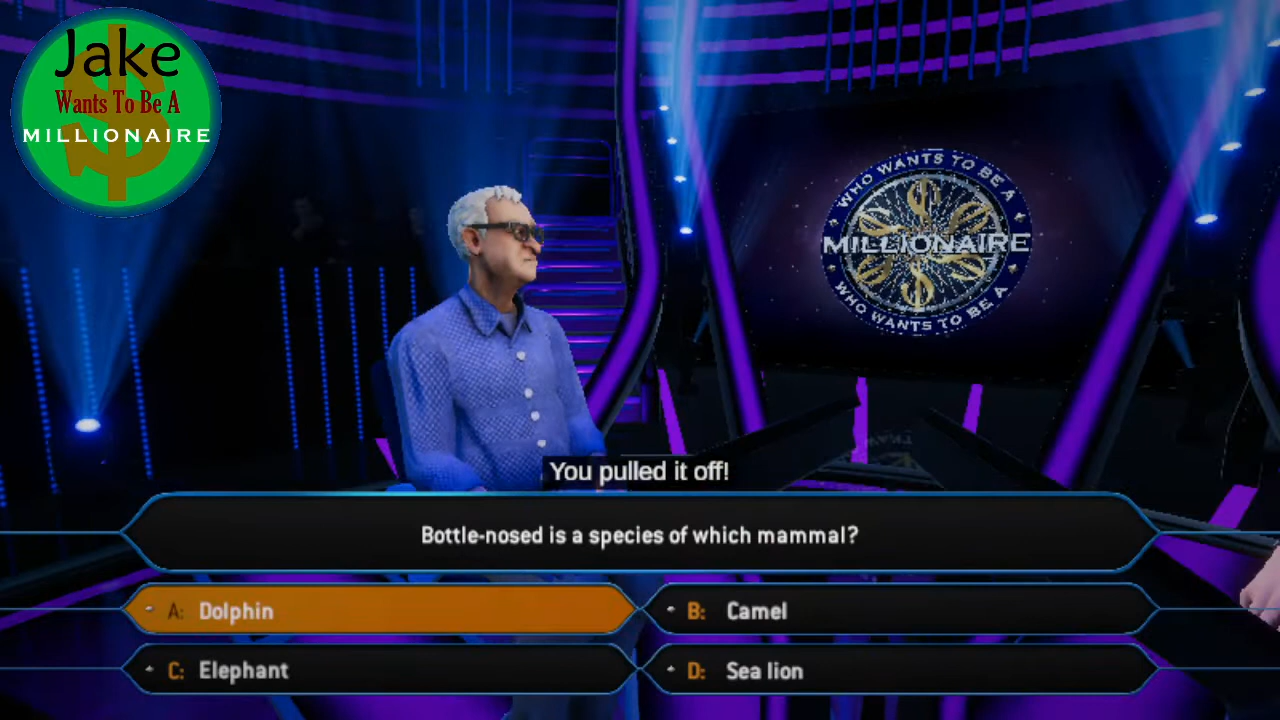 Jake
Wants To Be A
MILLIONAIRE
WHO WANTS TO BE A
MILLIONAIRE
WHO WANTS TO BE A
You pulled it off!
Bottle-nosed is a species of which mammal?
A: Dolphin
B: Camel
C: Elephant
D: Sea lion